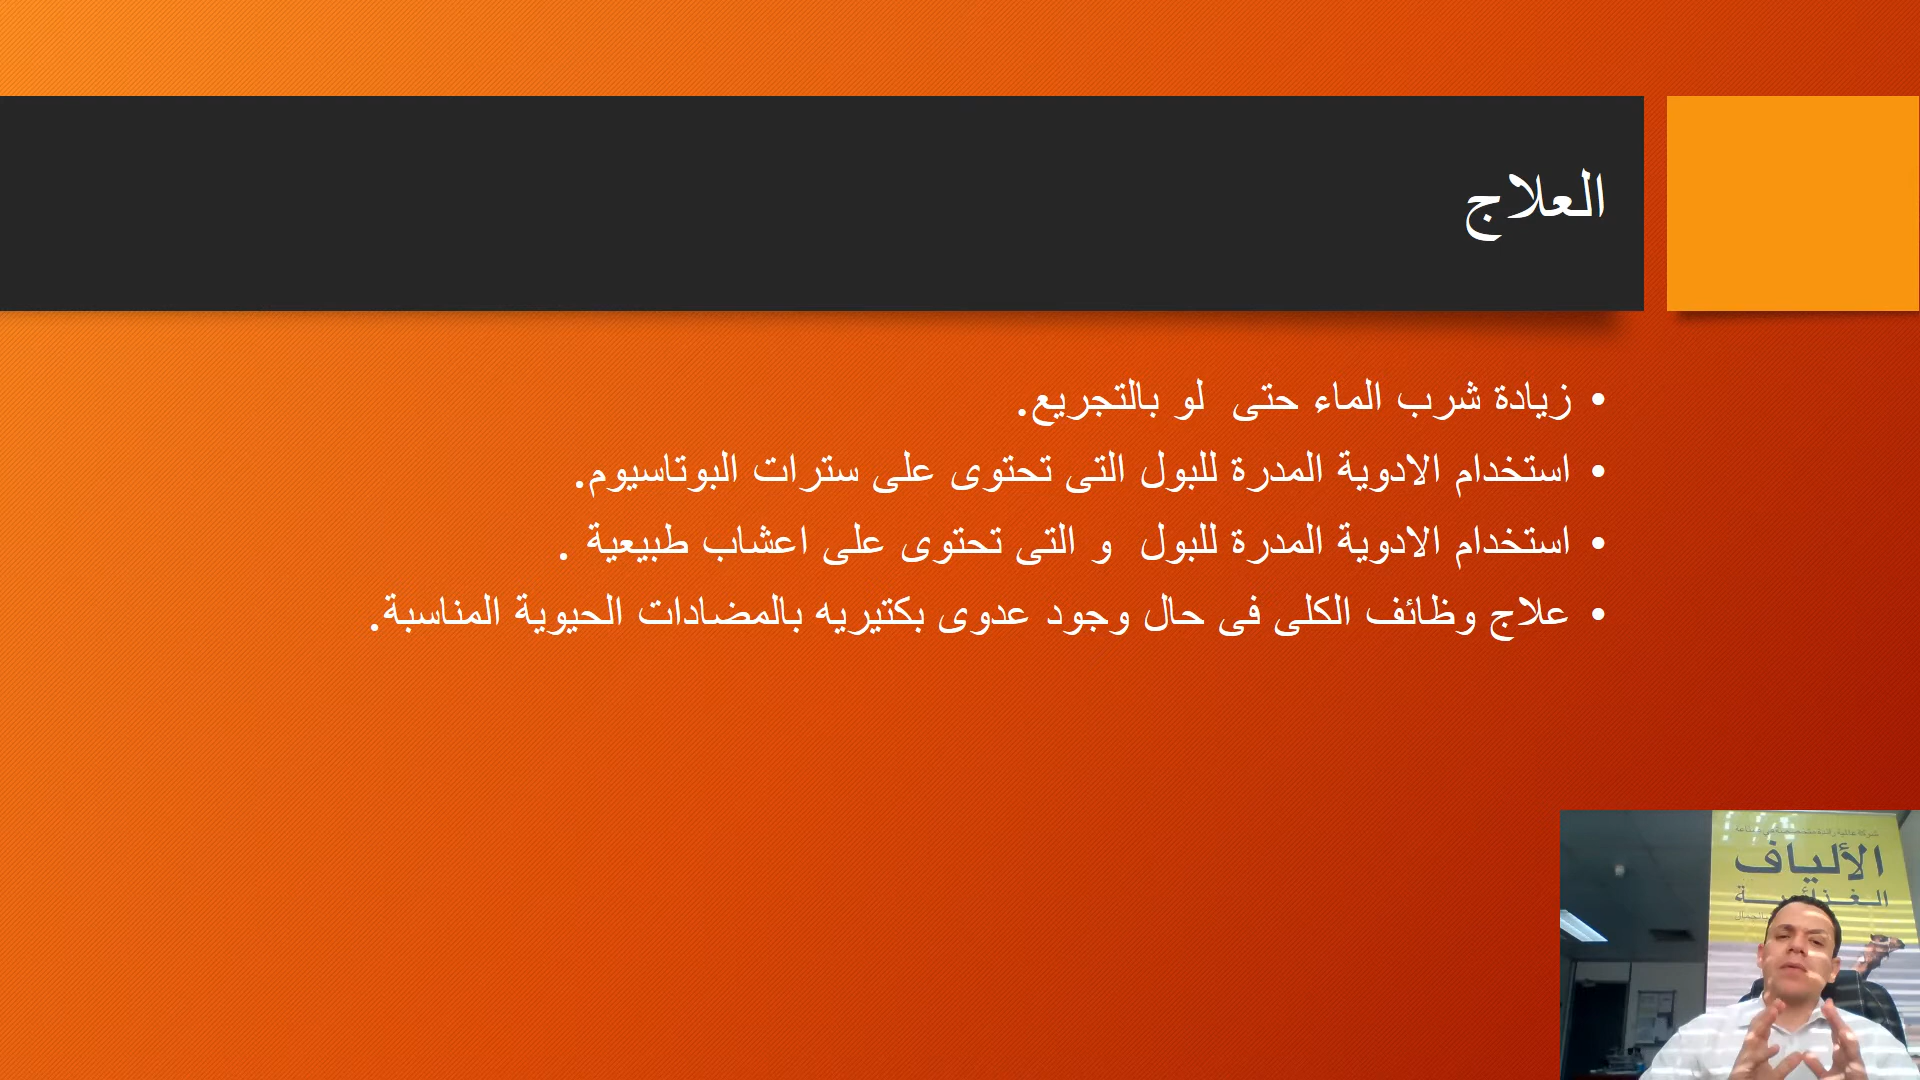 العلاج
• زيادة شرب الماء حتى لو بالتجريع.
• استخدام الادوية المدرة للبول التى تحتوى على سترات البوتاسيوم.
• استخدام الادوية المدرة للبول و التى تحتوى على اعشاب طبيعية .
• علاج وظائف الكلى فى حال وجود عدوى بكتيريه بالمضادات الحيوية المناسبة.
الألياف
الغذائية